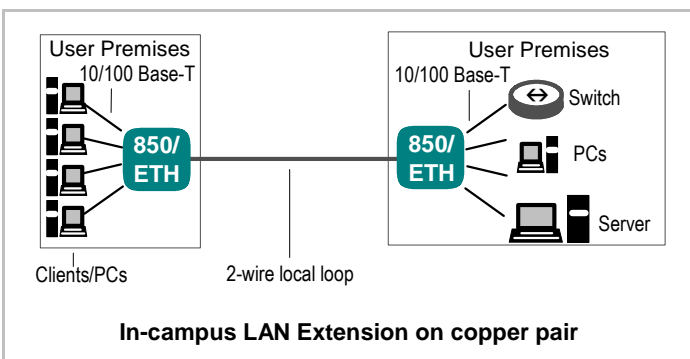 User Premises
10/100 Base-T
850/
ETH
Clients/PCs
2-wire local loop
User Premises
10/100 Base-T
850/
ETH
Switch
PCs
Server
In-campus LAN Extension on copper pair